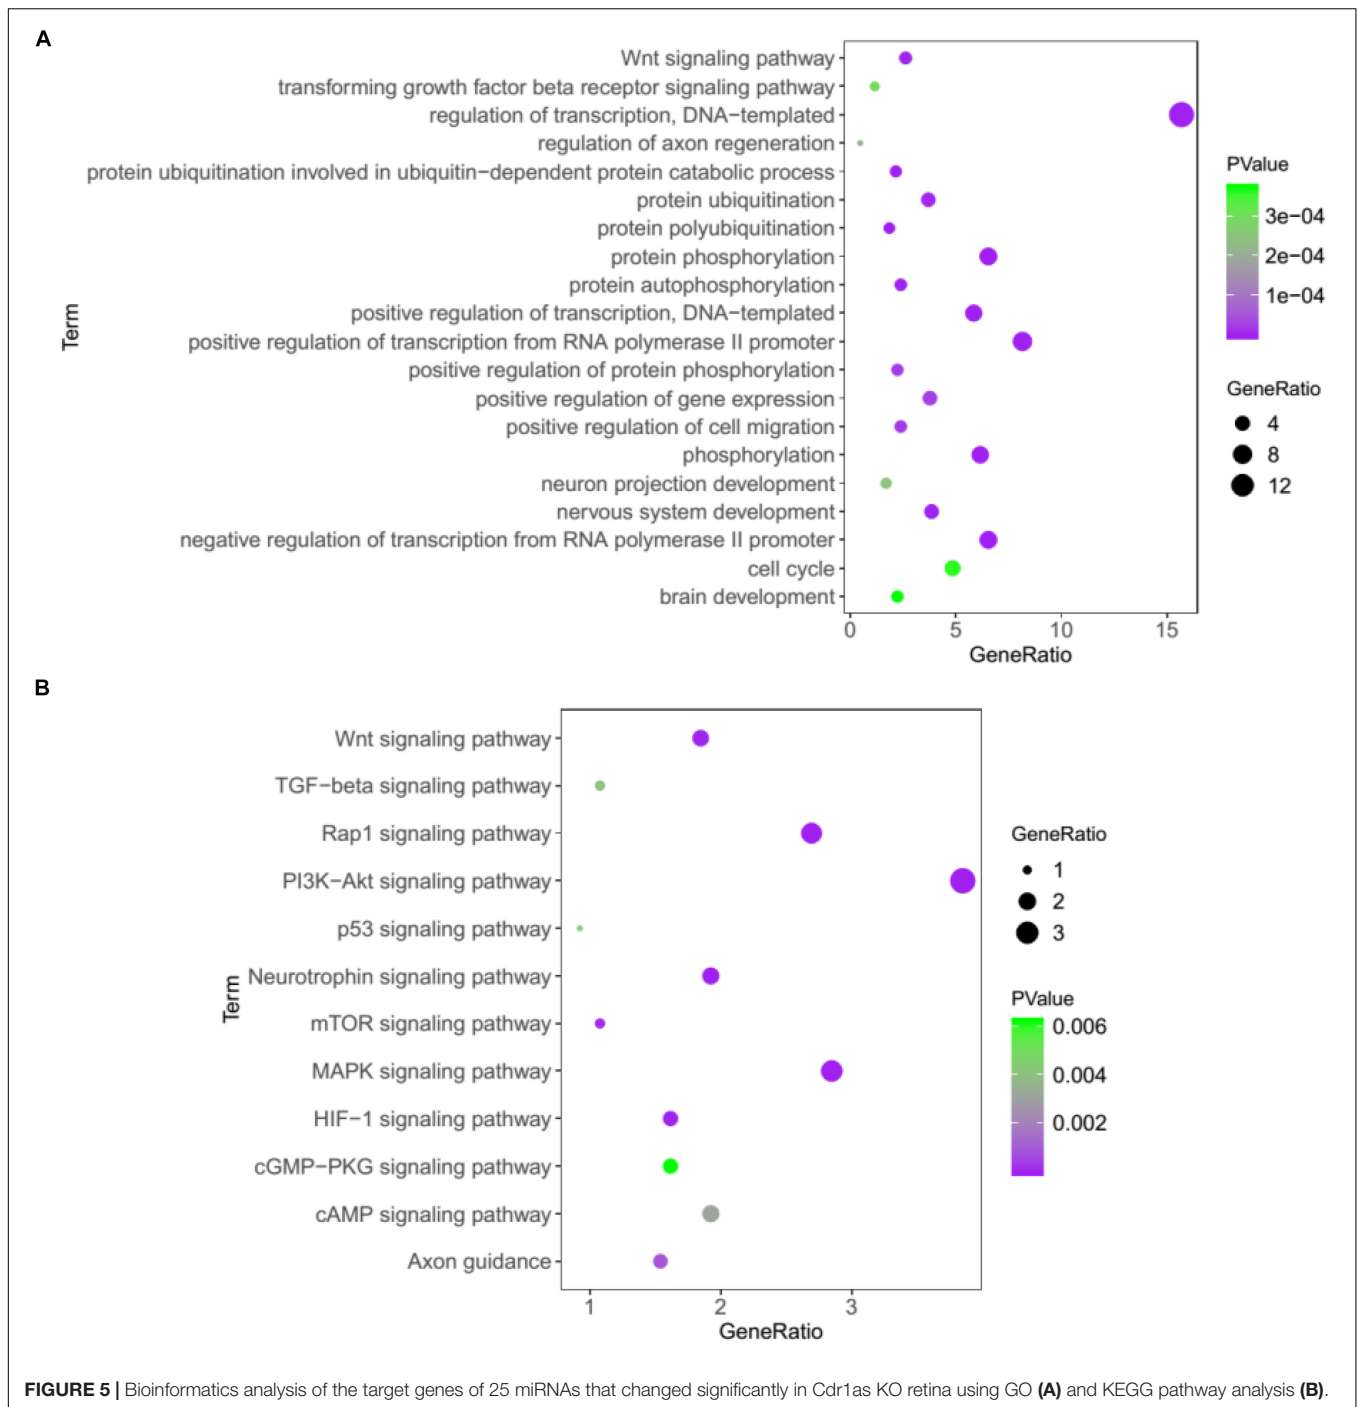 A
Wnt signaling pathway
transforming growth factor beta receptor signaling pathway
regulation of transcription, DNA−templated
regulation of axon regeneration
protein ubiquitination involved in ubiquitin−dependent protein catabolic process
protein ubiquitination
protein polyubiquitination
protein phosphorylation
protein autophosphorylation
positive regulation of transcription, DNA−templated
positive regulation of transcription from RNA polymerase II promoter
positive regulation of protein phosphorylation
positive regulation of gene expression
positive regulation of cell migration
phosphorylation
neuron projection development
nervous system development
negative regulation of transcription from RNA polymerase II promoter
cell cycle
brain development
Term
0 5 10 15
GeneRatio
PValue
3e−04
2e−04
1e−04
GeneRatio
4
8
12
B
Wnt signaling pathway
TGF−beta signaling pathway
Rap1 signaling pathway
PI3K−Akt signaling pathway
p53 signaling pathway
Neurotrophin signaling pathway
mTOR signaling pathway
MAPK signaling pathway
HIF−1 signaling pathway
cGMP−PKG signaling pathway
cAMP signaling pathway
Axon guidance
Term
1 2 3
GeneRatio
GeneRatio
1
2
3
PValue
0.006
0.004
0.002
FIGURE 5 | Bioinformatics analysis of the target genes of 25 miRNAs that changed significantly in Cdr1as KO retina using GO (A) and KEGG pathway analysis (B).